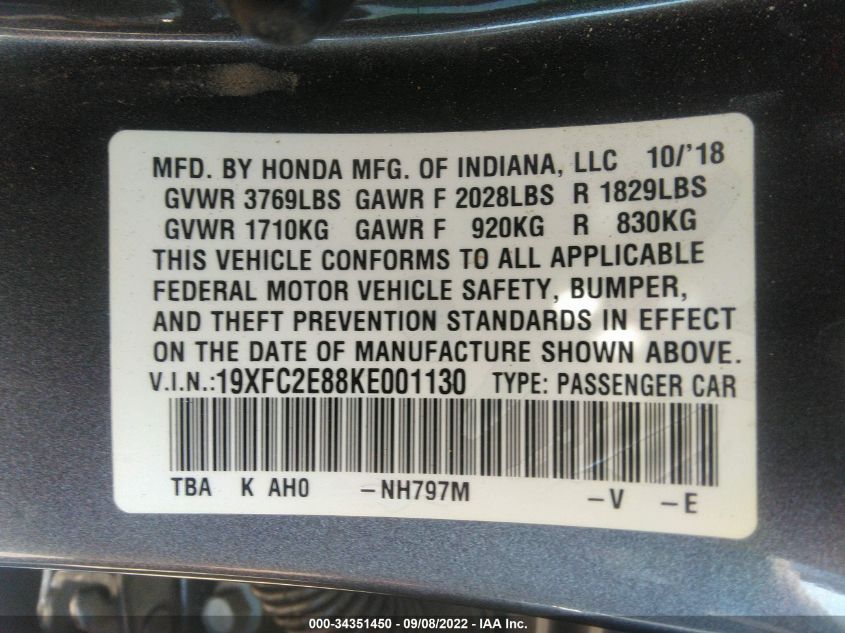 MFD. BY HONDA MFG. OF INDIANA, LLC 10/'18
GVWR 3769LBS GAWR F 2028LBS R 1829LBS
GVWR 1710KG GAWR F 920KG R 830KG
THIS VEHICLE CONFORMS TO ALL APPLICABLE
FEDERAL MOTOR VEHICLE SAFETY, BUMPER,
AND THEFT PREVENTION STANDARDS IN EFFECT
ON THE DATE OF MANUFACTURE SHOWN ABOVE.
V.I.N.:19XFC2E88KE001130 TYPE: PASSENGER CAR
TBA K AH0 -NH797M -V -E
000-34351450 - 09/08/2022 - IAA Inc.